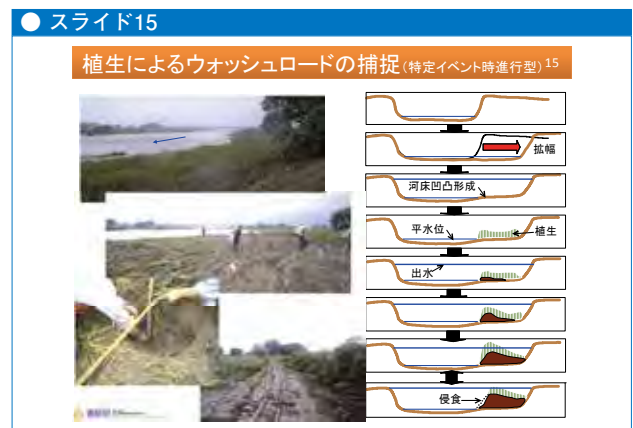 ● スライド15
植生によるウォッシュロードの捕捉(特定イベント時進行型) 15
拡幅
河床凹凸形成
平水位
植生
出水
侵食